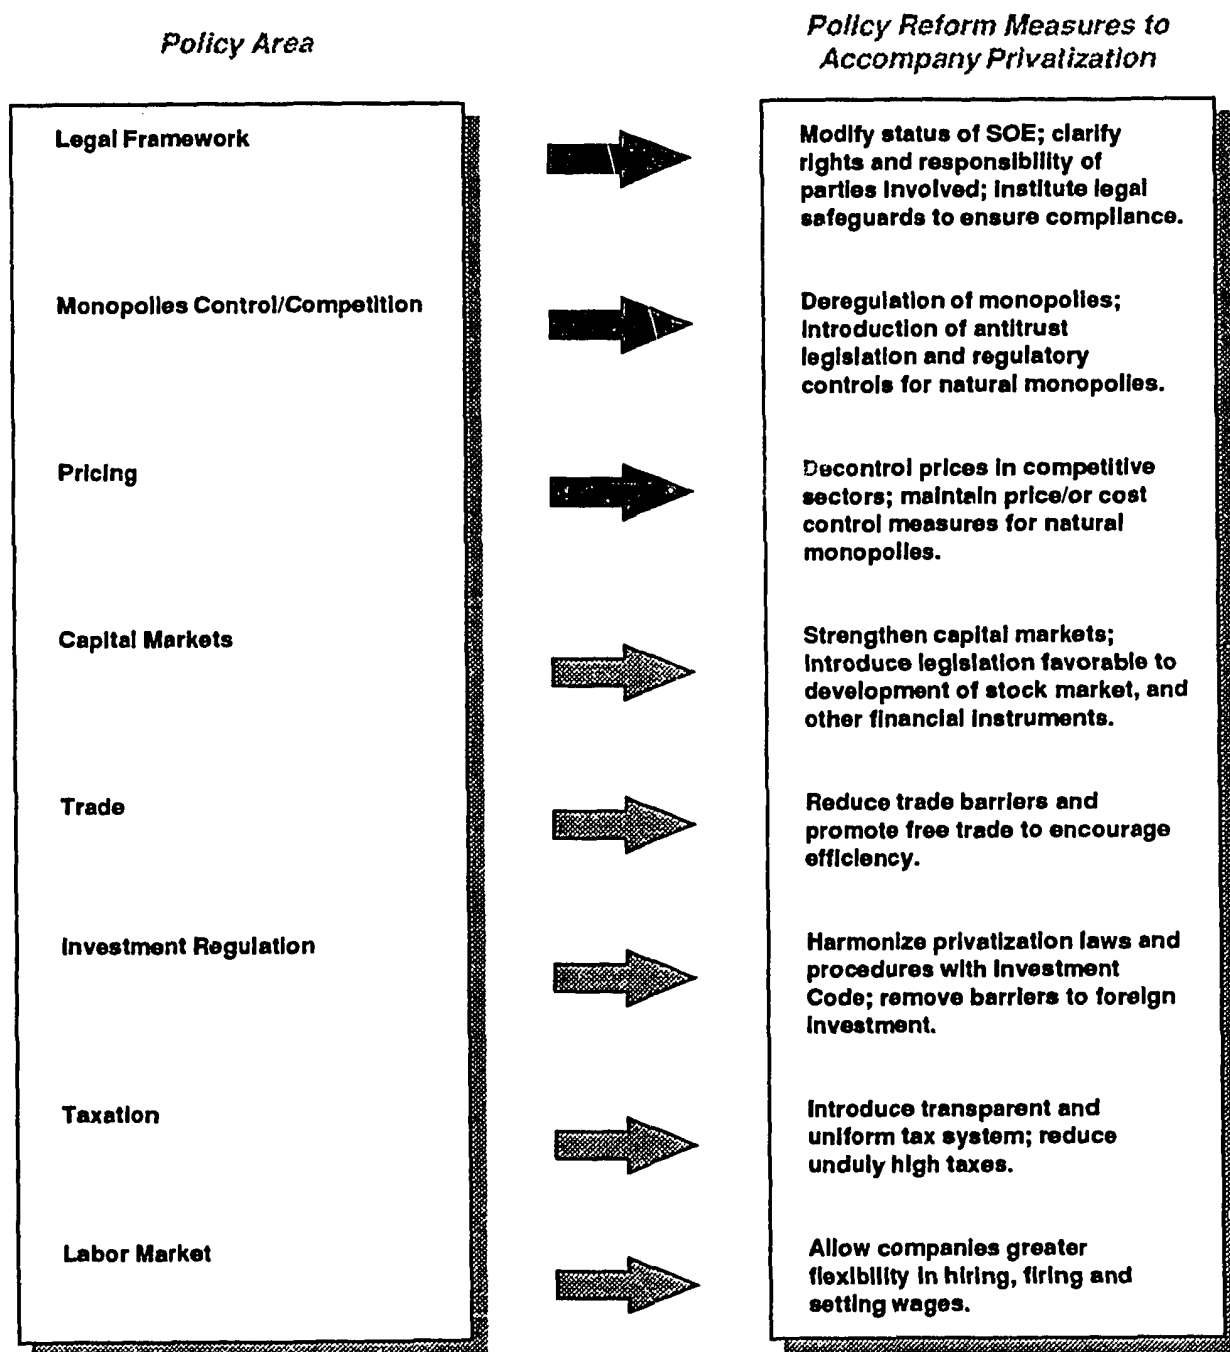 Policy Area
Policy Reform Measures to
Accompany Privatization
Legal Framework
Modify status of SOE; clarify
rights and responsibility of
parties involved; institute legal
safeguards to ensure compliance.
Monopolies Control/Competition
Deregulation of monopolies;
introduction of antitrust
legislation and regulatory
controls for natural monopolies.
Pricing
Decontrol prices in competitive
sectors; maintain price/or cost
control measures for natural
monopolies.
Capital Markets
Strengthen capital markets;
introduce legislation favorable to
development of stock market, and
other financial instruments.
Trade
Reduce trade barriers and
promote free trade to encourage
efficiency.
Investment Regulation
Harmonize privatization laws and
procedures with Investment
Code; remove barriers to foreign
investment.
Taxation
Introduce transparent and
uniform tax system; reduce
unduly high taxes.
Labor Market
Allow companies greater
flexibility in hiring, firing and
setting wages.